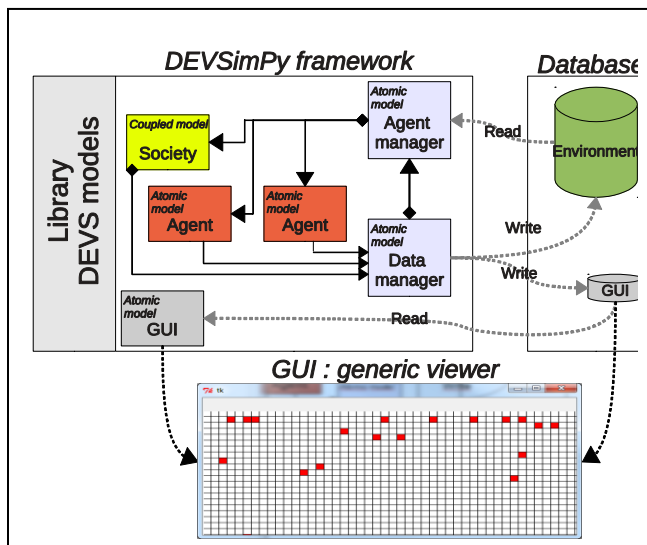 DEVSimPy framework
Database
Library
DEVS models
Coupled model
Society
Atomic
model
Agent
manager
Read
Environment
Atomic
model
Agent
Atomic
model
Agent
Atomic
model
Data
manager
Write
Write
GUI
Atomic
model
GUI
Read
GUI : generic viewer
tk